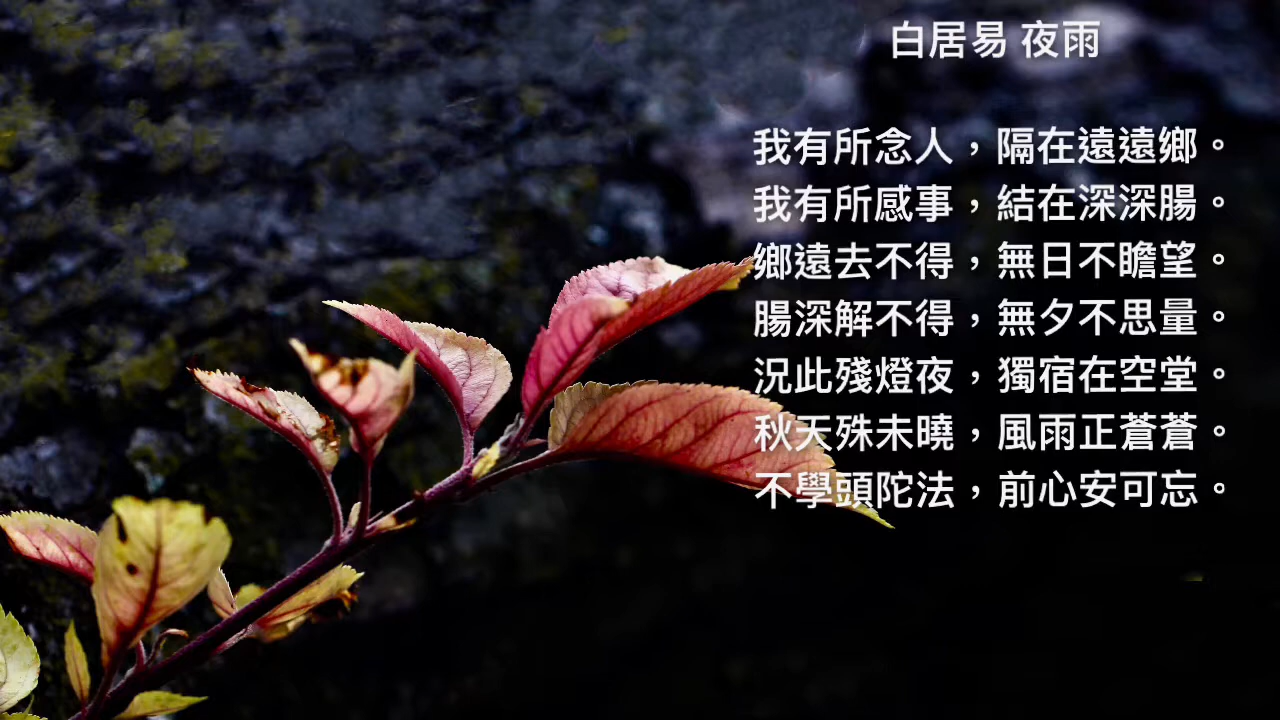 白居易 夜雨
我有所念人，隔在遠遠鄉。
我有所感事，結在深深腸。
鄉遠去不得，無日不瞻望。
腸深解不得，無夕不思量。
況此殘燈夜，獨宿在空堂。
秋天殊未曉，風雨正蒼蒼。
不學頭陀法，前心安可忘。